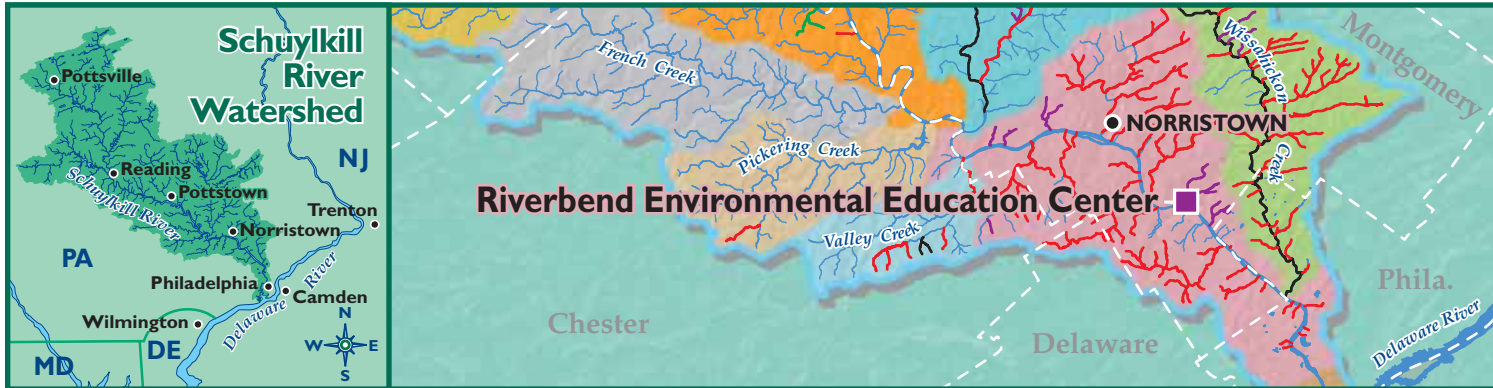 Schuylkill
River
Watershed
Pottsville
NJ
Reading
Pottstown
Schuylkill River
Trenton
Norristown
PA
Philadelphia
Camden
Delaware River
Wilmington
N
W E
S
MD
DE
French Creek
Wissahickon
Creek
Montgomery
NORRISTOWN
Pickering Creek
Riverbend Environmental Education Center
Valley Creek
Phila.
Chester
Delaware
Delaware River